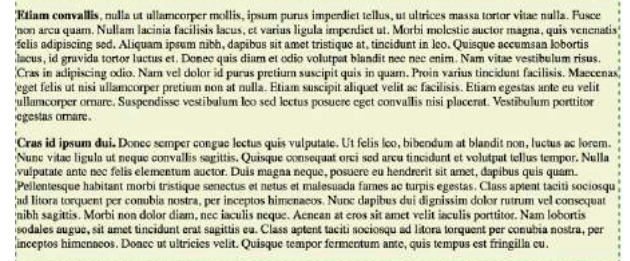 Etiam convallis, nulla ut ullamcorper mollis, ipsum purus imperdiet tellus, ut ultrices massa tortor vitae nulla. Fusce
non arcu quam. Nullam lacinia facilisis lacus, et varius ligula imperdiet ut. Morbi molestie auctor magna, quis venenatis
felis adipiscing sed. Aliquam ipsum nibh, dapibus sit amet tristique at, tincidunt in leo. Quisque accumsan lobortis
lacus, id gravida tortor luctus et. Donec quis diam et odio volutpat blandit nec nec enim. Nam vitae vestibulum risus.
Cras in adipiscing odio. Nam vel dolor id purus pretium suscipit quis in quam. Proin varius tincidunt facilisis. Maecenas
eget felis ut nisi ullamcorper pretium non at nulla. Etiam suscipit aliquet velit ac facilisis. Etiam egestas ante eu velit
ullamcorper ornare. Suspendisse vestibulum leo sed lectus posuere eget convallis nisi placerat. Vestibulum porttitor
egestas ornare.
Cras id ipsum dui. Donec semper congue lectus quis vulputate. Ut felis leo, bibendum at blandit non, luctus ac lorem.
Nunc vitae ligula ut neque convallis sagittis. Quisque consequat orci sed arcu tincidunt et volutpat tellus tempor. Nulla
vulputate ante nec felis elementum auctor. Duis magna neque, posuere eu hendrerit sit amet, dapibus quis quam.
Pellentesque habitant morbi tristique senectus et netus et malesuada fames ac turpis egestas. Class aptent taciti sociosqu
ad litora torquent per conubia nostra, per inceptos himenaeos. Nunc dapibus dui dignissim dolor rutrum vel consequat
nibh sagittis. Morbi non dolor diam, nec iaculis neque. Aenean at eros sit amet velit iaculis porttitor. Nam lobortis
sodales augue, sit amet tincidunt erat sagittis eu. Class aptent taciti sociosqu ad litora torquent per conubia nostra, per
inceptos himenaeos. Donec ut ultricies velit. Quisque tempor fermentum ante, quis tempus est fringilla eu.